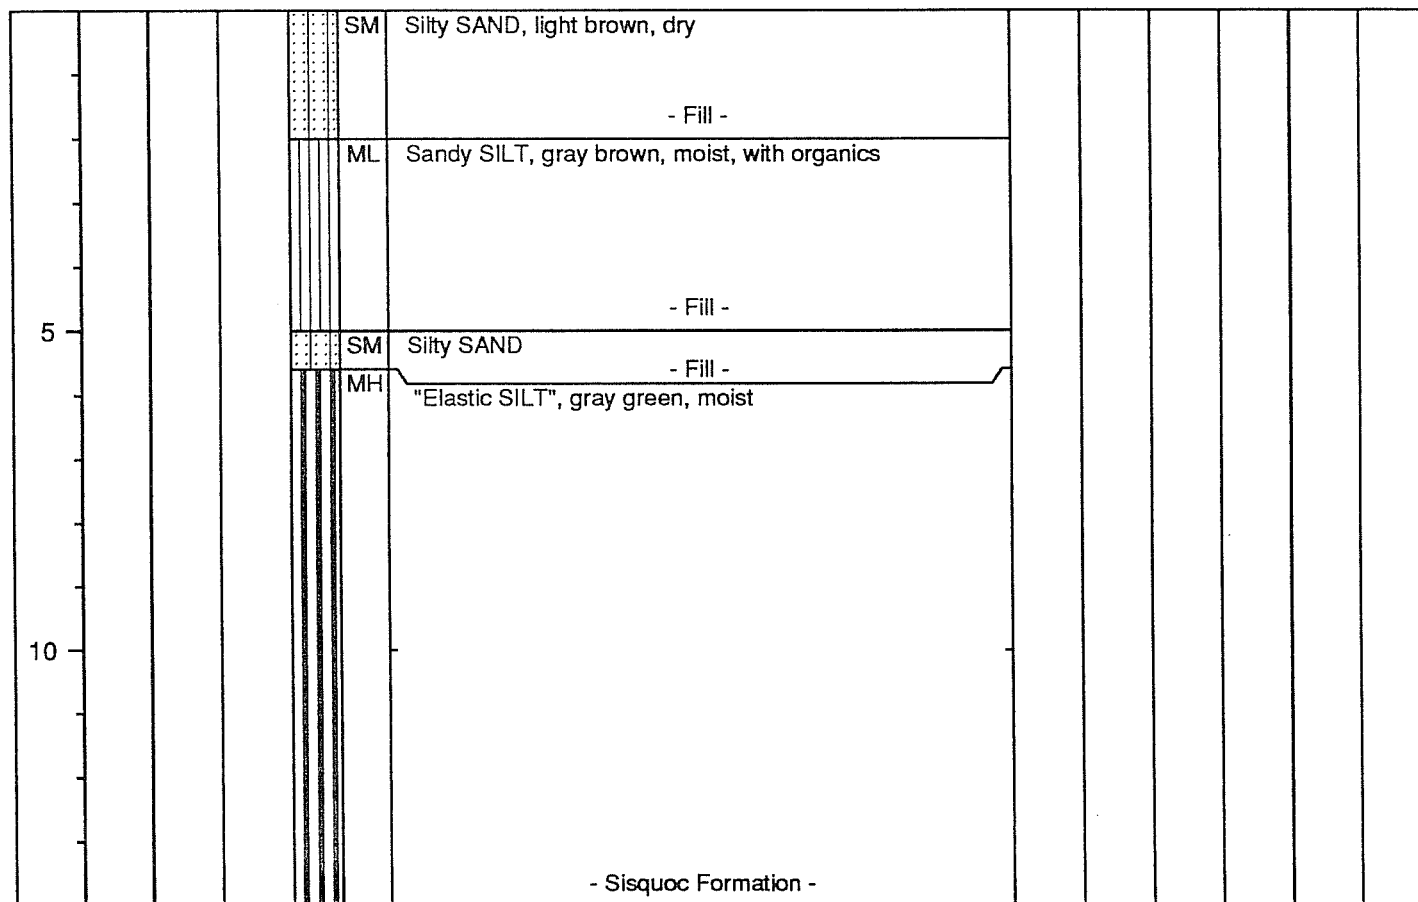 SM Silty SAND, light brown, dry
- Fill -
ML Sandy SILT, gray brown, moist, with organics
- Fill -
5
SM Silty SAND
- Fill -
MH "Elastic SILT", gray green, moist
10
- Sisquoc Formation -